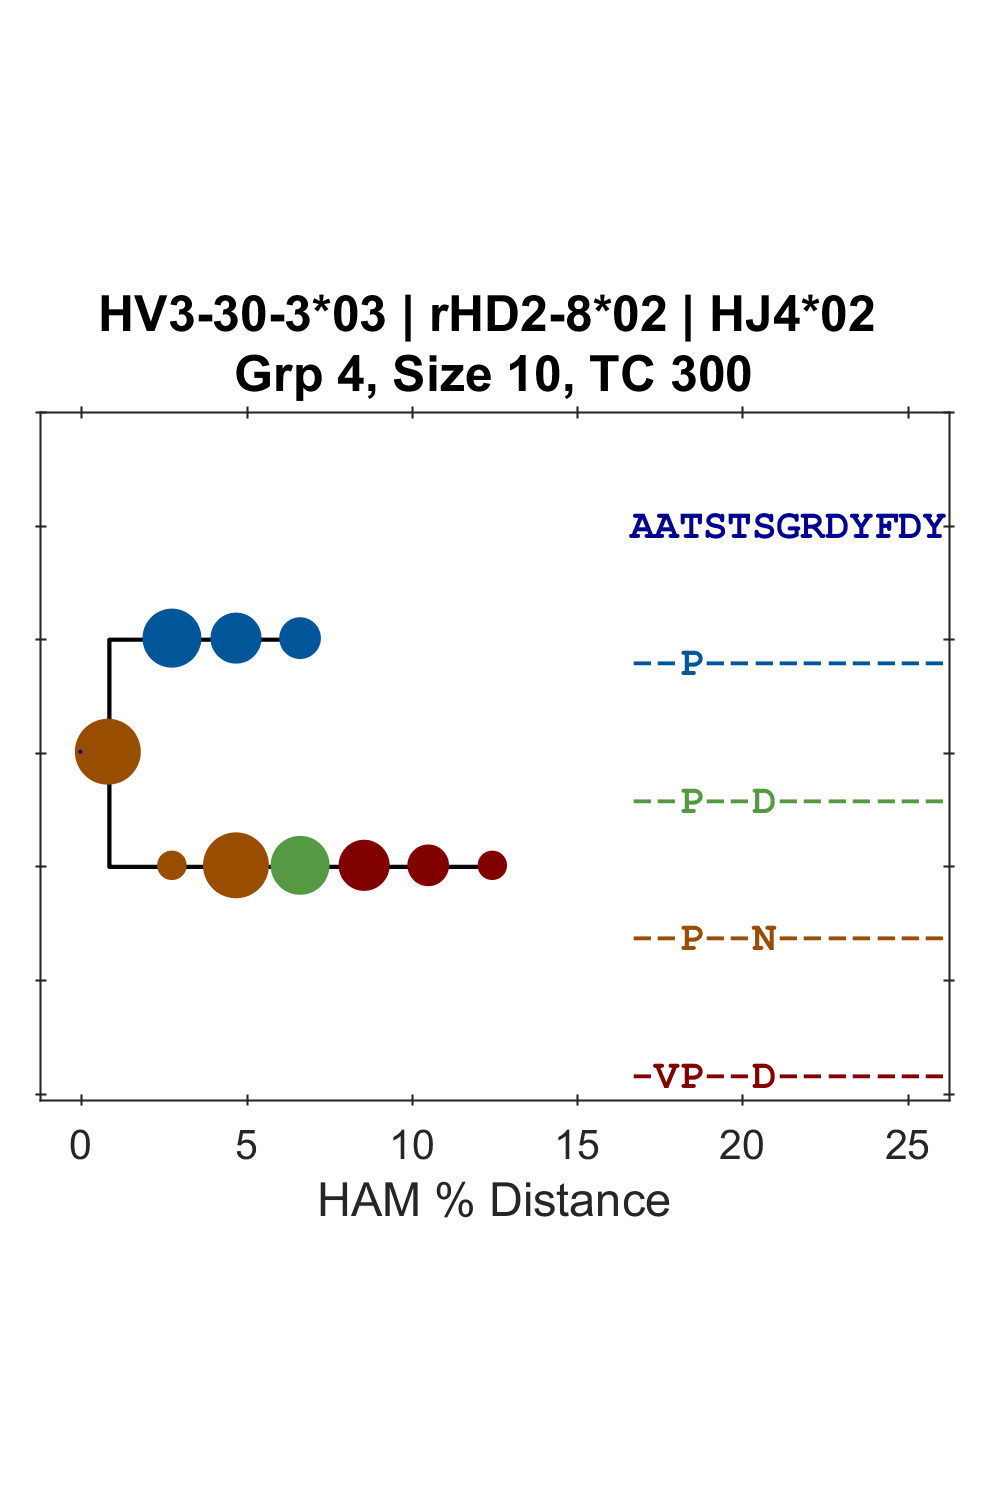 HV3-30-3*03 | rHD2-8*02 | HJ4*02
Grp 4, Size 10, TC 300
AATSTSGRDYFDY
--P----------
--P--D-------
--P--N-------
-VP--D-------
0 5 10 15 20 25
HAM % Distance